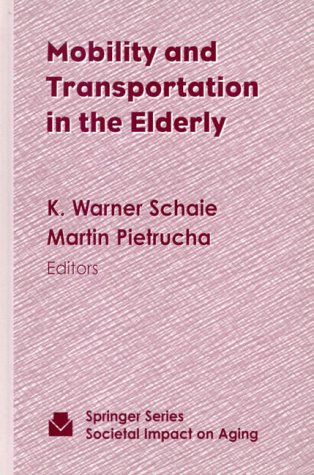 Mobility and
Transportation
in the Elderly
K. Warner Schaie
Martin Pietrucha
Editors
Springer Series
Societal Impact on Aging